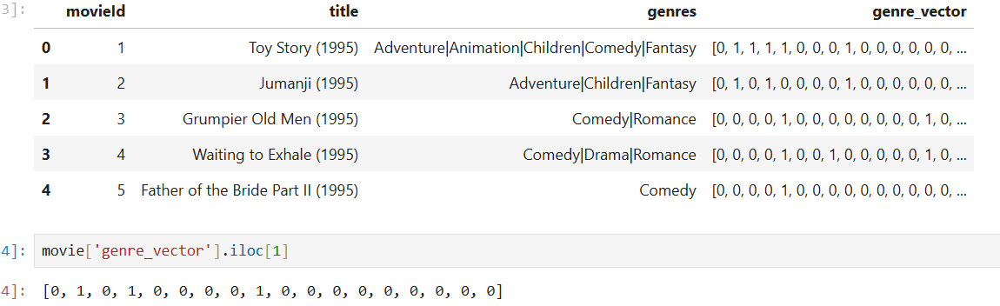 3]: movieId title genres genre_vector
0 1 Toy Story (1995) Adventure|Animation|Children|Comedy|Fantasy [0, 1, 1, 1, 1, 0, 0, 0, 1, 0, 0, 0, 0, 0, 0, ...
1 2 Jumanji (1995) Adventure|Children|Fantasy [0, 1, 0, 1, 0, 0, 0, 0, 1, 0, 0, 0, 0, 0, 0, ...
2 3 Grumpier Old Men (1995) Comedy|Romance [0, 0, 0, 0, 1, 0, 0, 0, 0, 0, 0, 0, 0, 1, 0, ...
3 4 Waiting to Exhale (1995) Comedy|Drama|Romance [0, 0, 0, 0, 1, 0, 0, 1, 0, 0, 0, 0, 0, 1, 0, ...
4 5 Father of the Bride Part II (1995) Comedy [0, 0, 0, 0, 1, 0, 0, 0, 0, 0, 0, 0, 0, 0, 0, ...
4]: movie['genre_vector'].iloc[1]
4]: [0, 1, 0, 1, 0, 0, 0, 0, 1, 0, 0, 0, 0, 0, 0, 0, 0, 0]